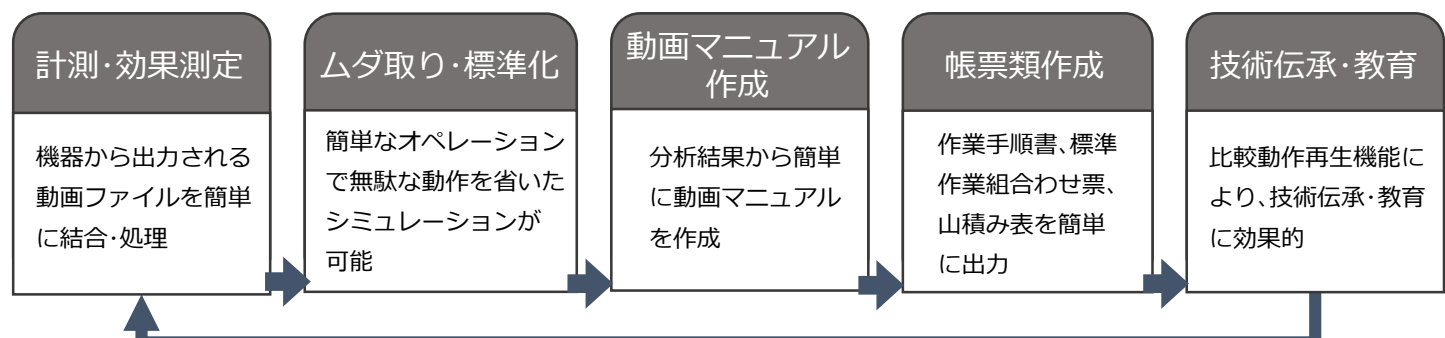 計測・効果測定
機器から出力される
動画ファイルを簡単
に結合・処理
ムダ取り・標準化
簡単なオペレーション
で無駄な動作を省いた
シミュレーションが
可能
動画マニュアル
作成
分析結果から簡単
に動画マニュアル
を作成
帳票類作成
作業手順書、標準
作業組合わせ票、
山積み表を簡単
に出力
技術伝承・教育
比較動作再生機能に
より、技術伝承・教育
に効果的